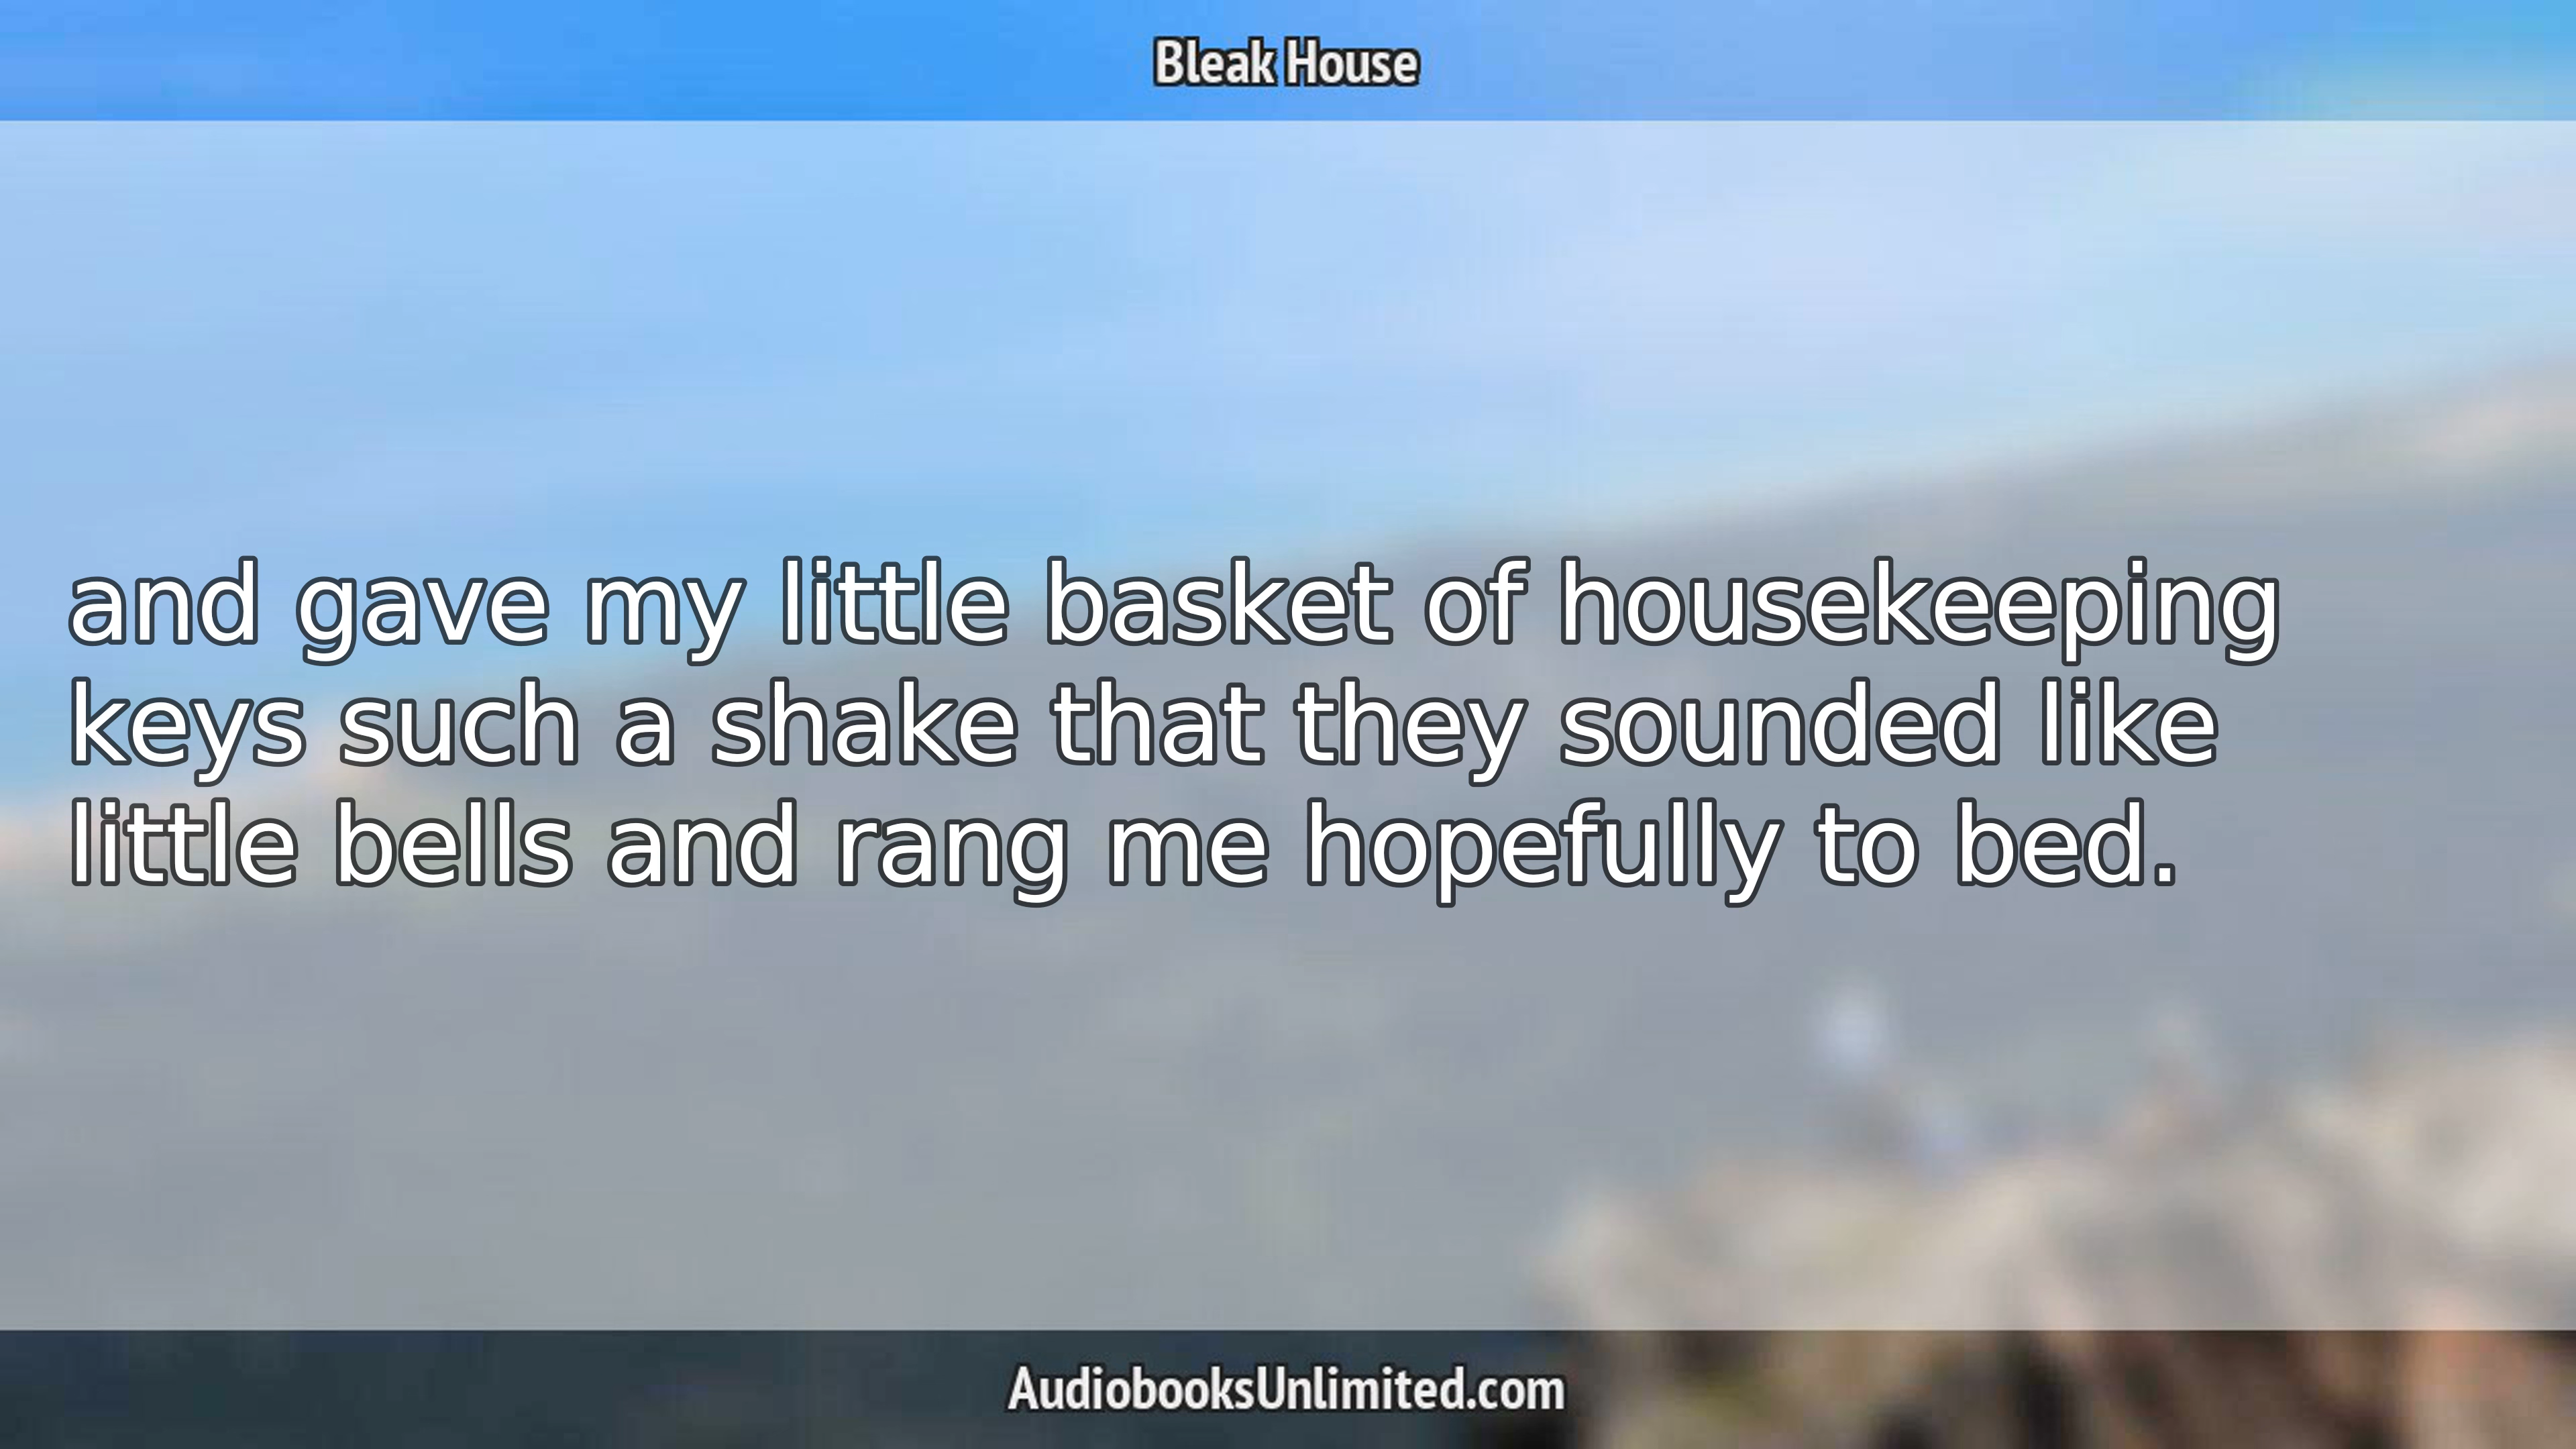 Bleak House
and gave my little basket of housekeeping
keys such a shake that they sounded like
little bells and rang me hopefully to bed.
AudiobooksUnlimited.com